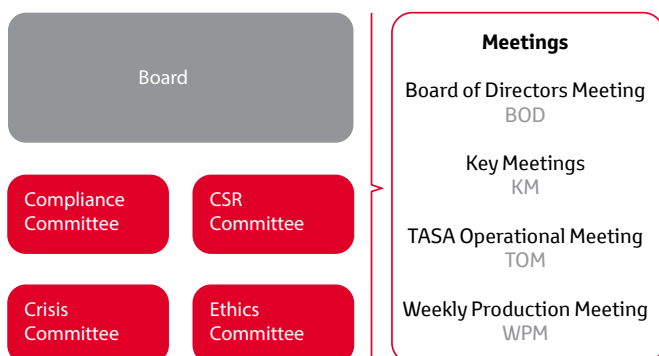 Board
Compliance
Committee
CSR
Committee
Crisis
Committee
Ethics
Committee
Meetings
Board of Directors Meeting
BOD
Key Meetings
KM
TASA Operational Meeting
TOM
Weekly Production Meeting
WPM